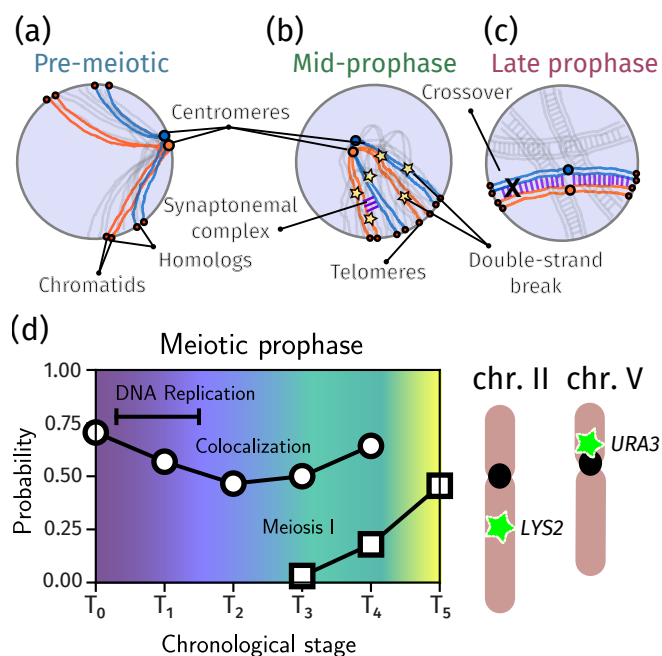 (a)
(b)
(c)
Pre-meiotic
Mid-prophase
Late prophase
Crossover
Centromeres
Synaptonemal
complex
Homologs
Chromatids
Telomeres
Double-strand
break
(d)
Meiotic prophase
1.00
0.75
0.50
0.25
0.00
Probability
DNA Replication
Colocalization
Meiosis I
T₀
T₁
T₂
T₃
T₄
T₅
Chronological stage
chr. II
chr. V
URA3
LYS2